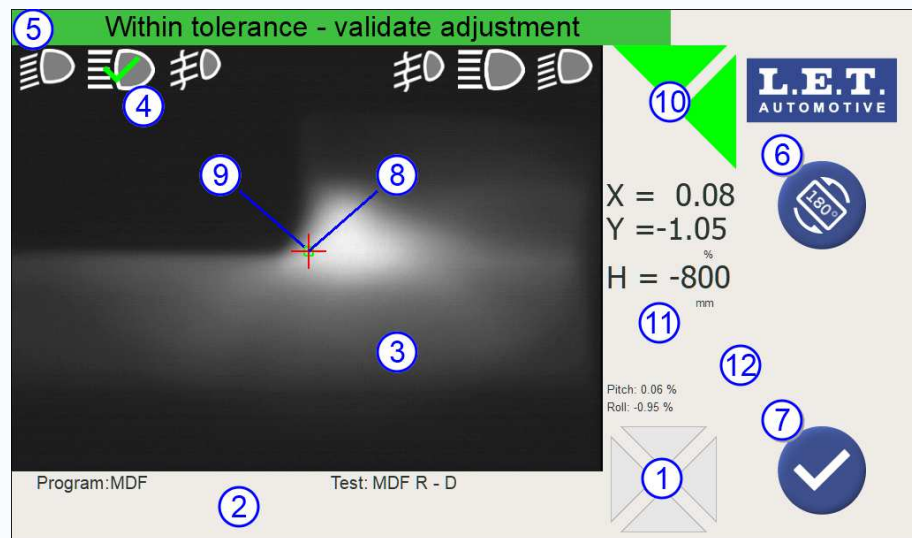 5
Within tolerance - validate adjustment
4
10
L.E.T.
AUTOMOTIVE
6
180°
9
8
X = 0.08
Y =-1.05
%
H = -800
mm
11
3
12
Pitch: 0.06 %
Roll: -0.95 %
7
1
Program:MDF
Test: MDF R - D
2